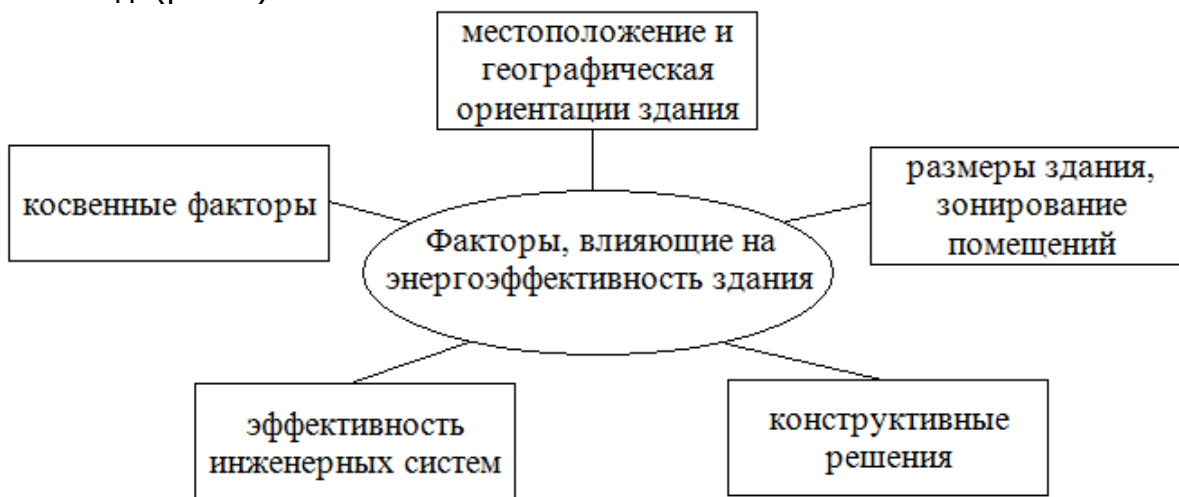 местоположение и
географическая
ориентации здания
косвенные факторы
размеры здания,
зонирование
помещений
Факторы, влияющие на
энергоэффективность здания
эффективность
инженерных систем
конструктивные
решения